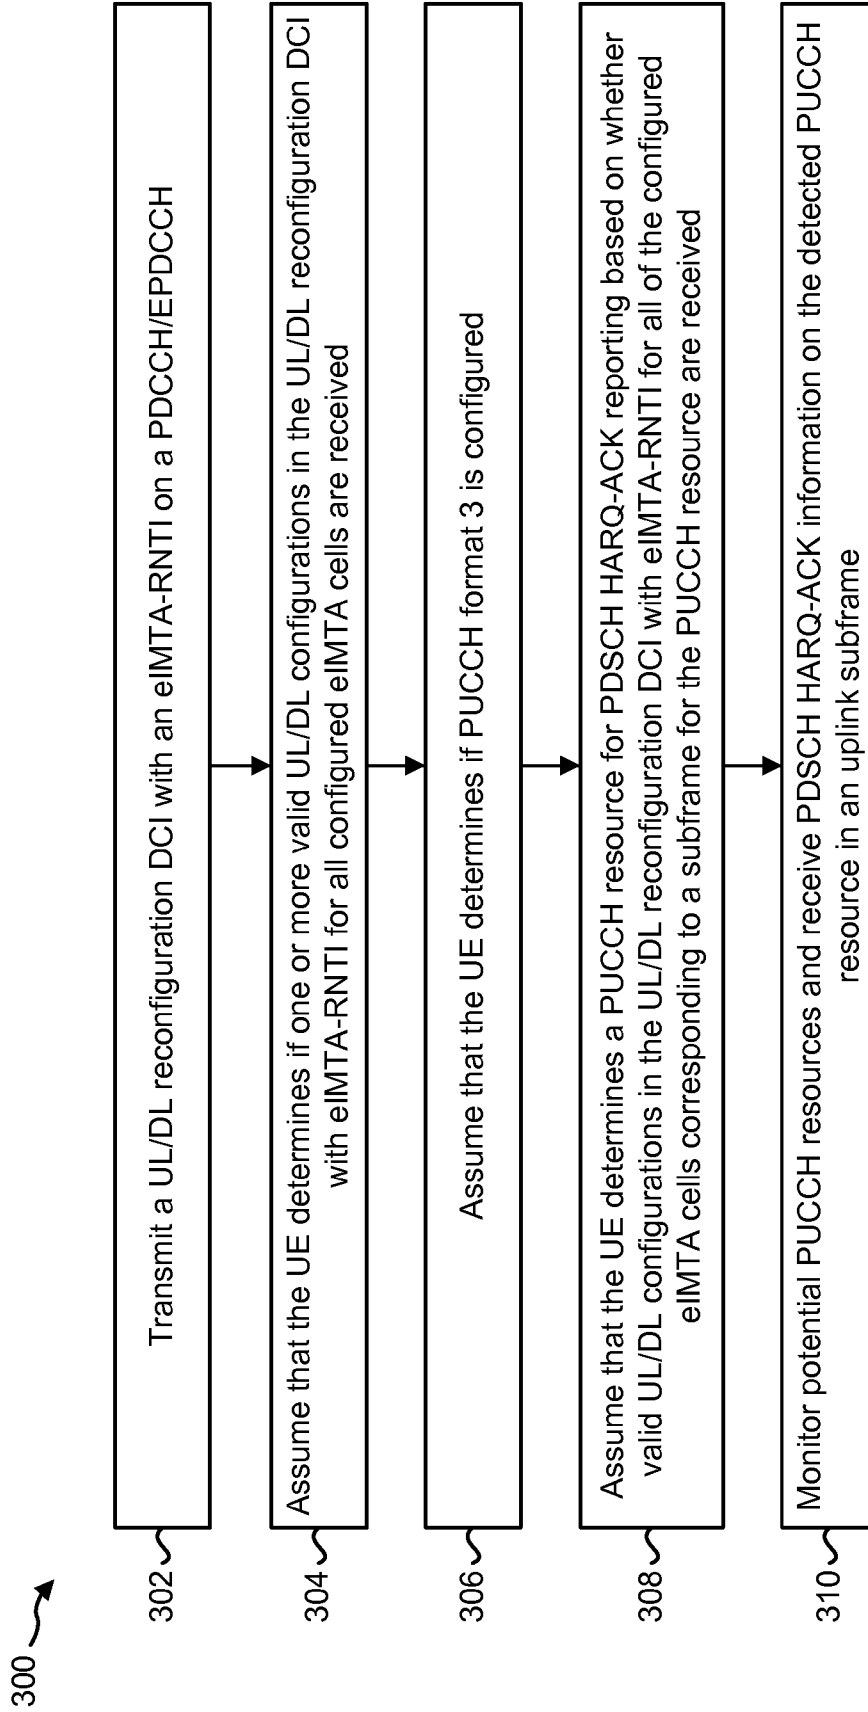 300
302
Transmit a UL/DL reconfiguration DCI with an eIMTA-RNTI on a PDCCH/EPDCCH
304
Assume that the UE determines if one or more valid UL/DL configurations in the UL/DL reconfiguration DCI
with eIMTA-RNTI for all configured eIMTA cells are received
306
Assume that the UE determines if PUCCH format 3 is configured
308
Assume that the UE determines a PUCCH resource for PDSCH HARQ-ACK reporting based on whether
valid UL/DL configurations in the UL/DL reconfiguration DCI with eIMTA-RNTI for all of the configured
eIMTA cells corresponding to a subframe for the PUCCH resource are received
310
Monitor potential PUCCH resources and receive PDSCH HARQ-ACK information on the detected PUCCH
resource in an uplink subframe